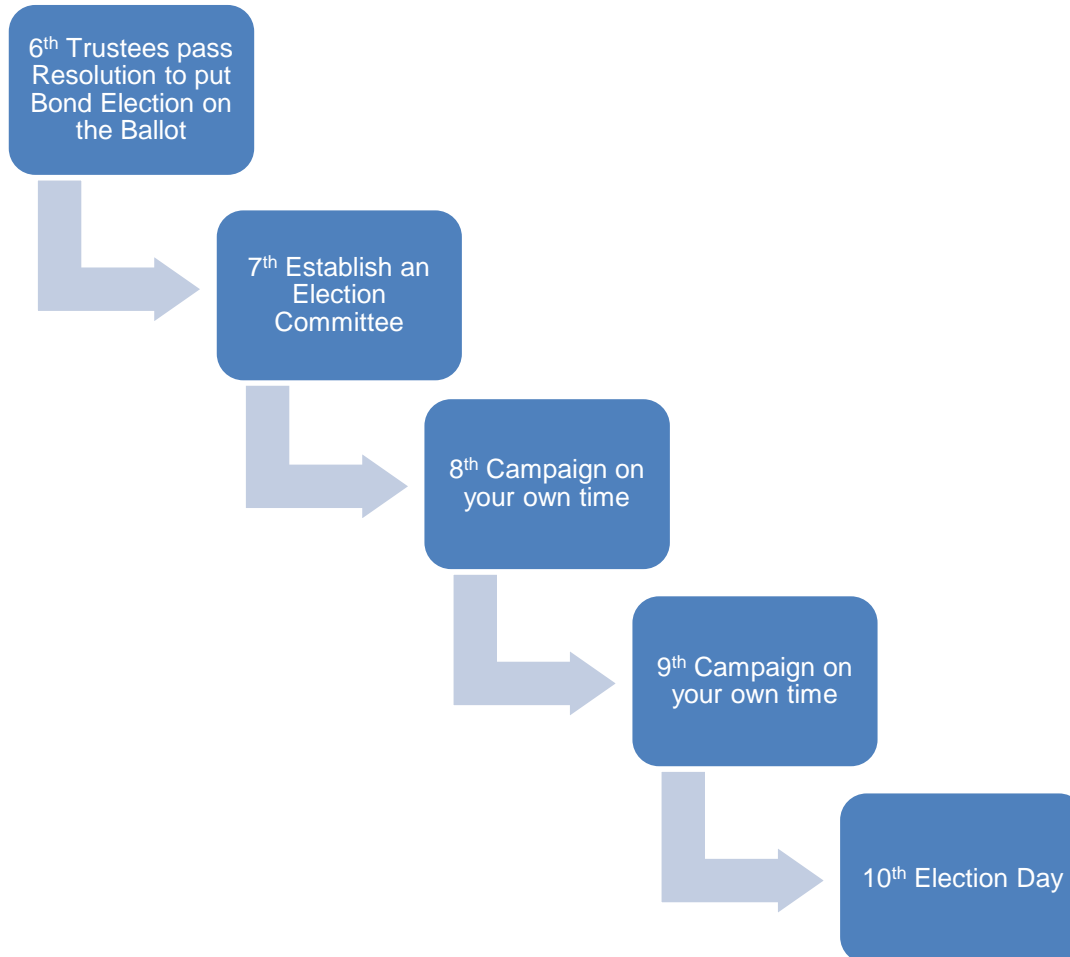 6th Trustees pass
Resolution to put
Bond Election on
the Ballot
7th Establish an
Election
Committee
8th Campaign on
your own time
9th Campaign on
your own time
10th Election Day